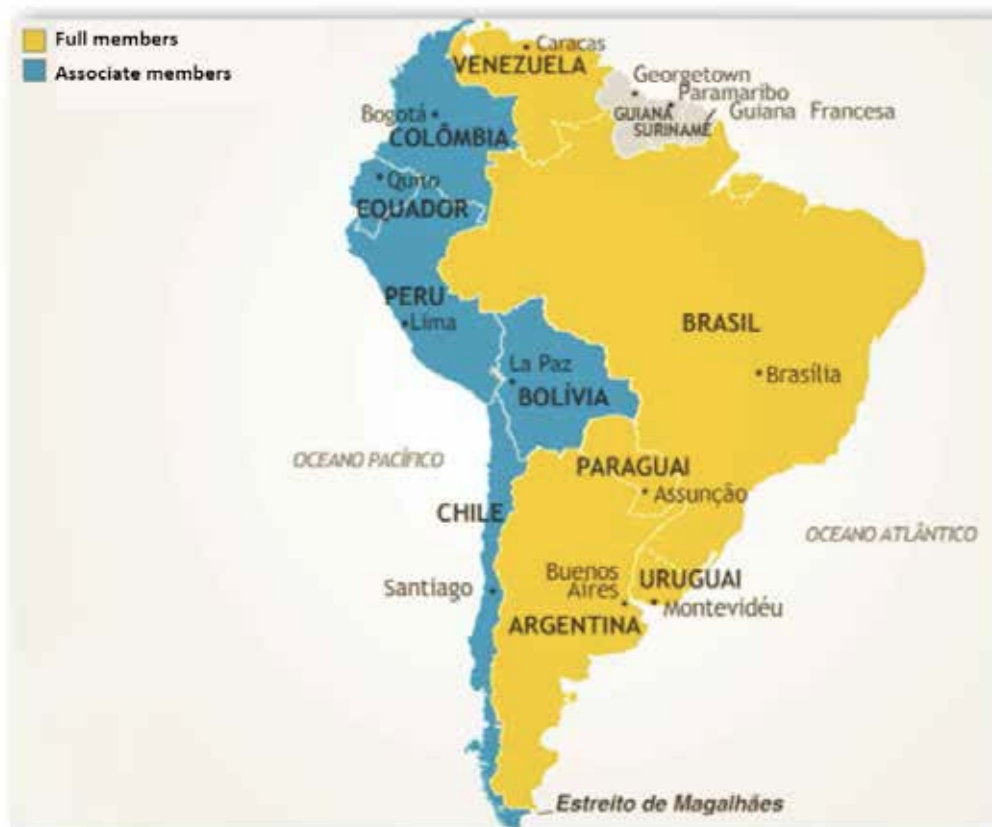 Full members
Associate members
Caracas
VENEZUELA
Georgetown
Paramaribo
GUIANA
Guiana Francesa
SURINAME
Bogotá
COLÔMBIA
Quito
EQUADOR
PERU
Lima
BRASIL
La Paz
Brasília
BOLÍVIA
OCEANO PACÍFICO
PARAGUAI
Assunção
CHILE
OCEANO ATLÂNTICO
Santiago
Buenos
Aires
URUGUAI
Montevidéu
ARGENTINA
Estreito de Magalhães